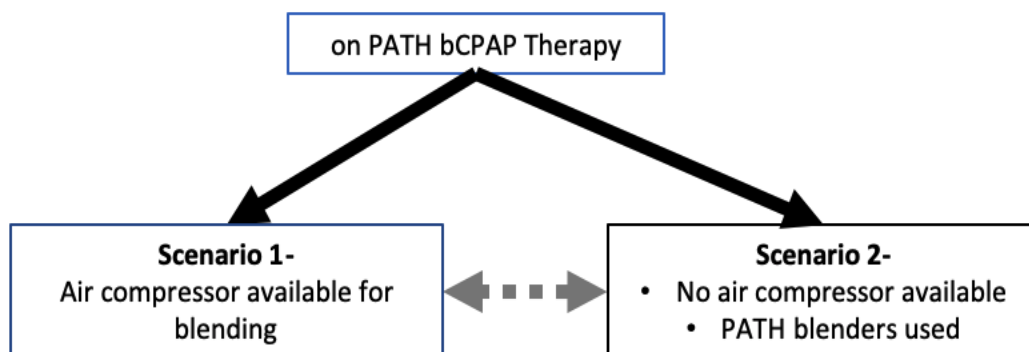 on PATH bCPAP Therapy
Scenario 1-
Air compressor available for
blending
Scenario 2-
• No air compressor available
• PATH blenders used